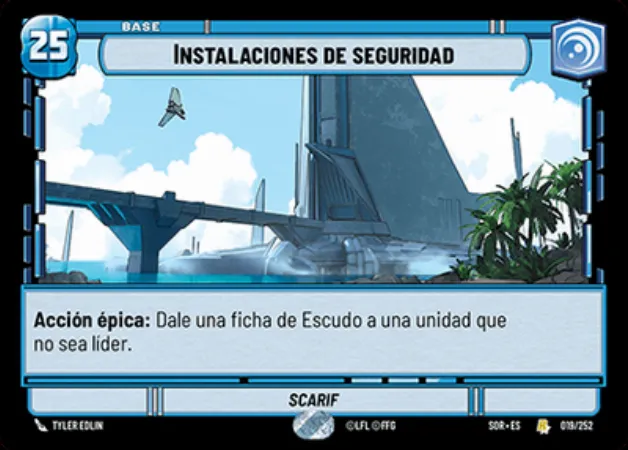 BASE
25
INSTALACIONES DE SEGURIDAD
Acción épica: Dale una ficha de Escudo a una unidad que
no sea líder.
SCARIF
TYLER EDLIN
©LFL ©FFG
SOR•ES
019/252